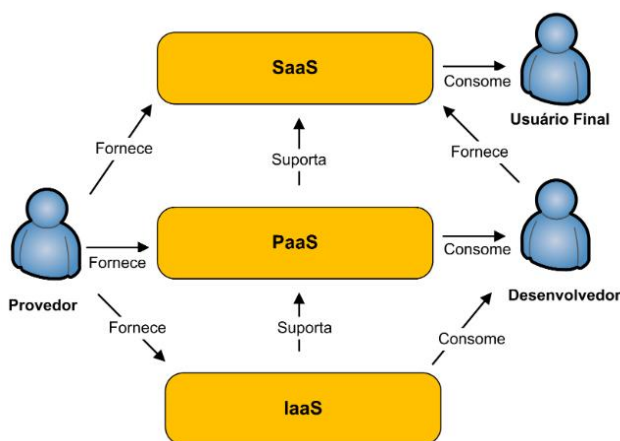 SaaS
Consome
Usuário Final
Fornece
Suporta
Fornece
PaaS
Fornece
Consome
Provedor
Desenvolvedor
Fornece
Suporta
Consome
IaaS